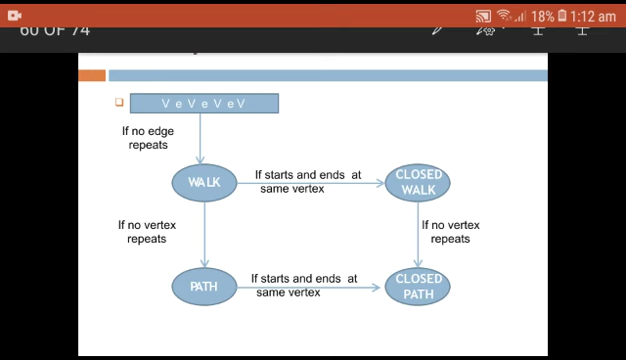 18% 1:12 am
60 OF 74
V e V e V e V
If no edge
repeats
WALK
If starts and ends at
same vertex
CLOSED
WALK
If no vertex
repeats
If no vertex
repeats
PATH
If starts and ends at
same vertex
CLOSED
PATH